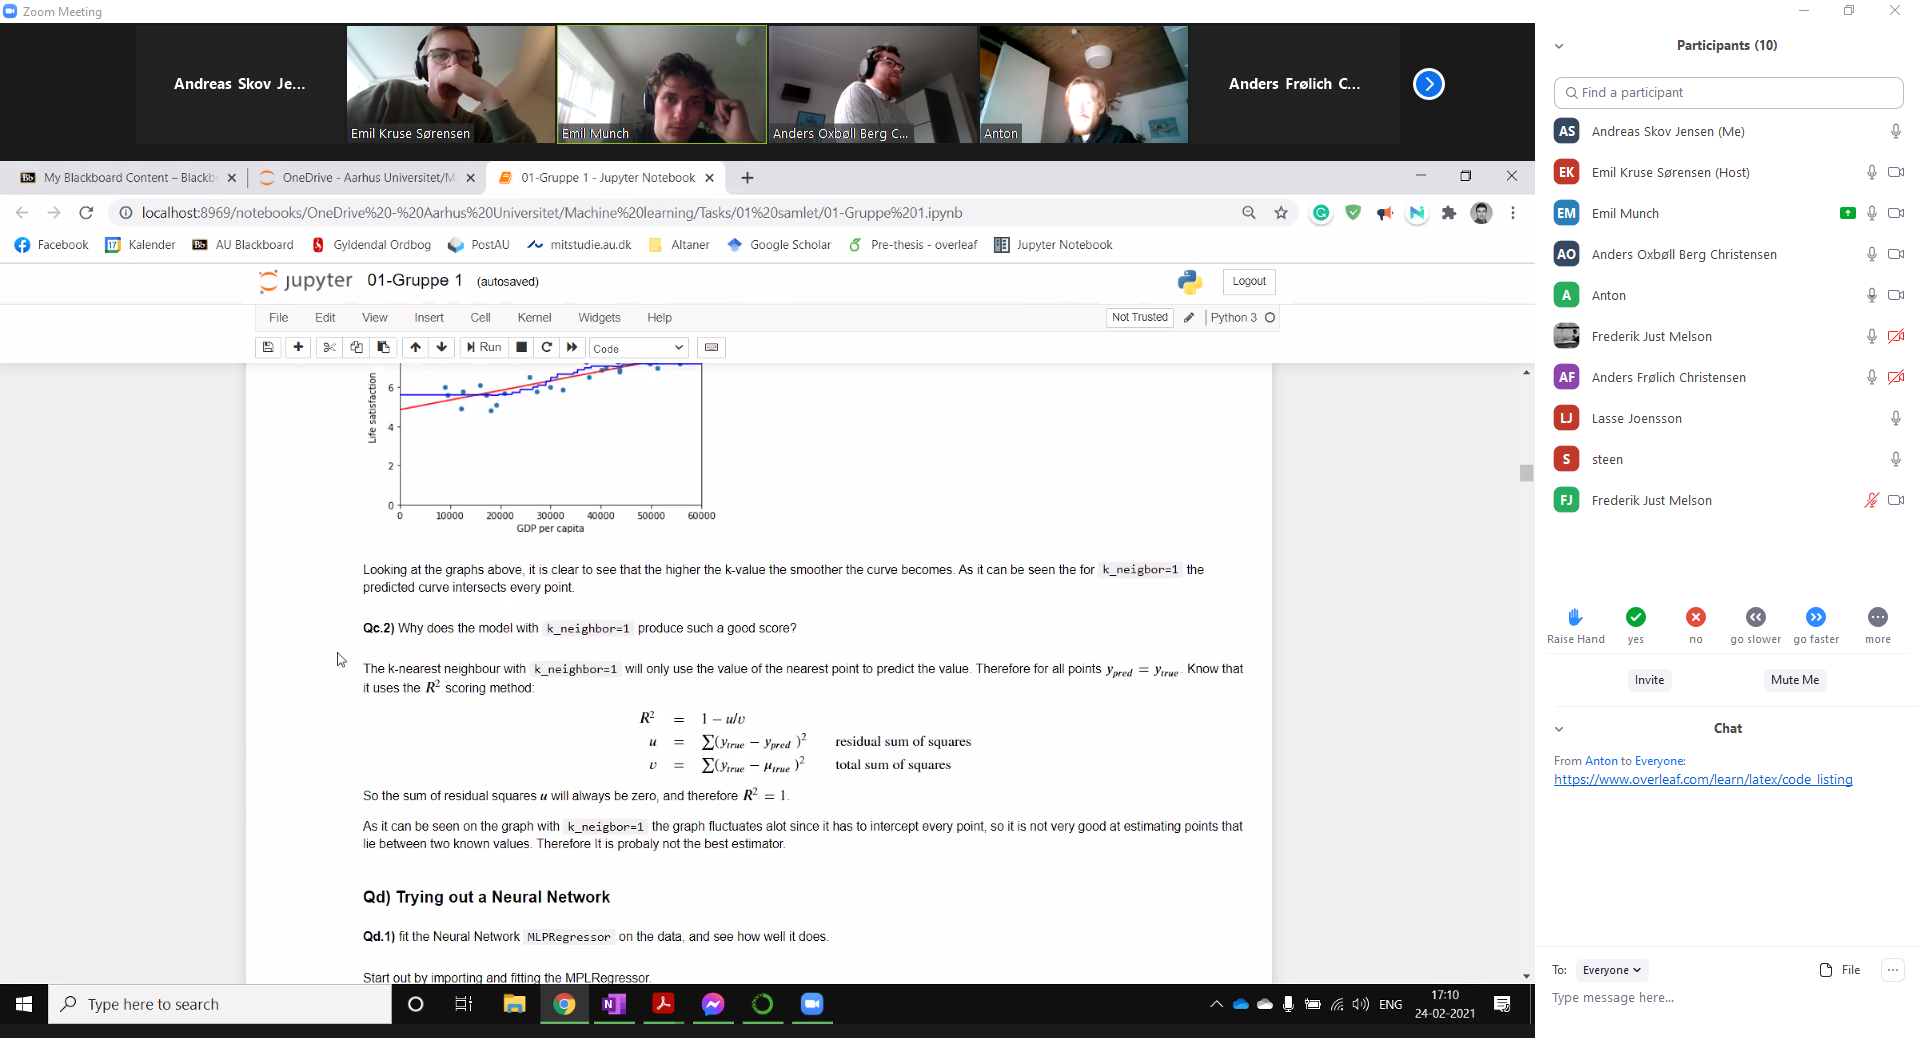 Zoom Meeting
Andreas Skov Je...
Emil Kruse Sørensen
Emil Munch
Anders Oxbøll Berg C...
Anton
Anders Frølich C...
My Blackboard Content – Blackb
OneDrive - Aarhus Universitet/M
01-Gruppe 1 - Jupyter Notebook
localhost:8969/notebooks/OneDrive%20-%20Aarhus%20Universitet/Machine%20learning/Tasks/01%20samlet/01-Gruppe%201.ipynb
Facebook
17 Kalender
Bb AU Blackboard
Gyldendal Ordbog
PostAU
mitstudie.au.dk
Altaner
Google Scholar
Pre-thesis - overleaf
Jupyter Notebook
jupyter 01-Gruppe 1 (autosaved)
Logout
File Edit View Insert Cell Kernel Widgets Help
Not Trusted
Python 3
Run
Code
Life satisfaction
6
4
2
0
0 10000 20000 30000 40000 50000 60000
GDP per capita
Looking at the graphs above, it is clear to see that the higher the k-value the smoother the curve becomes. As it can be seen the for k_neigbor=1 the
predicted curve intersects every point.
Qc.2) Why does the model with k_neighbor=1 produce such a good score?
The k-nearest neighbour with k_neighbor=1 will only use the value of the nearest point to predict the value. Therefore for all points y_pred = y_true. Know that
it uses the R² scoring method:
R² = 1 − u/v
u = ∑(y_true − y_pred )² residual sum of squares
v = ∑(y_true − μ_true )² total sum of squares
So the sum of residual squares u will always be zero, and therefore R² = 1.
As it can be seen on the graph with k_neigbor=1 the graph fluctuates alot since it has to intercept every point, so it is not very good at estimating points that
lie between two known values. Therefore It is probaly not the best estimator.
Qd) Trying out a Neural Network
Qd.1) fit the Neural Network MLPRegressor on the data, and see how well it does.
Start out by importing and fitting the MPLRegressor.
Type here to search
ENG
17:10
24-02-2021
Participants (10)
Find a participant
AS Andreas Skov Jensen (Me)
EK Emil Kruse Sørensen (Host)
EM Emil Munch
AO Anders Oxbøll Berg Christensen
A Anton
Frederik Just Melson
AF Anders Frølich Christensen
LJ Lasse Joensson
S steen
FJ Frederik Just Melson
Raise Hand
yes
no
go slower
go faster
more
Invite
Mute Me
Chat
From Anton to Everyone:
https://www.overleaf.com/learn/latex/code_listing
To: Everyone
File
Type message here...